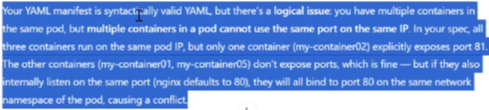 Your YAML manifest is syntactically valid YAML, but there's a logical issue: you have multiple containers in
the same pod, but multiple containers in a pod cannot use the same port on the same IP. In your spec, all
three containers run on the same pod IP, but only one container (my-container02) explicitly exposes port 81.
The other containers (my-container01, my-container05) don't expose ports, which is fine — but if they also
internally listen on the same port (nginx defaults to 80), they will all bind to port 80 on the same network
namespace of the pod, causing a conflict.